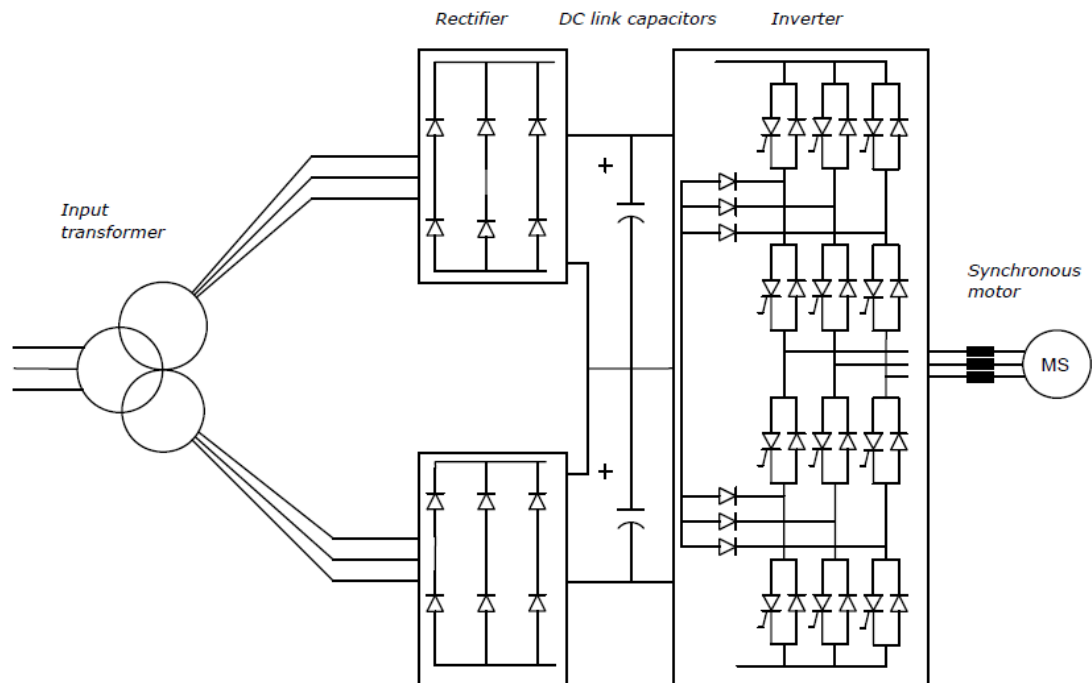 Rectifier
DC link capacitors
Inverter
Input
transformer
+
Synchronous
motor
MS
+